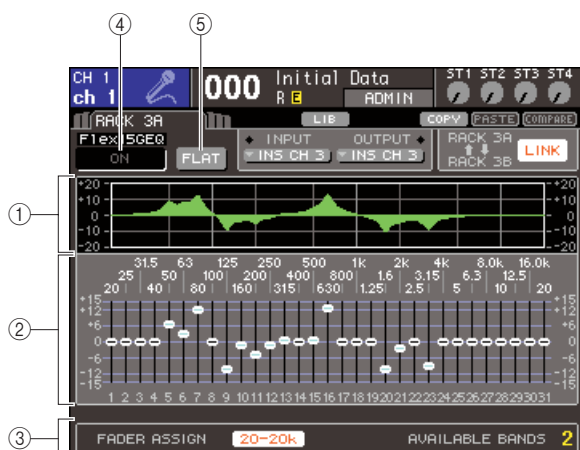 ④ ⑤
CH 1
ch 1
000
Initial Data
R E ADMIN
ST1 ST2 ST3 ST4
RACK 3A
LIB
COPY PASTE COMPARE
Flex15GEQ
ON
FLAT
INPUT
INS CH 3
OUTPUT
INS CH 3
RACK 3A
RACK 3B
LINK
①
+20 +20
-10 -10
0 0
-10 -10
-20 -20
②
31.5 63 125 250 500 1k 2k 4k 8.0k 16.0k
25 50 100 200 400 800 1.6 3.15 6.3 12.5
20 40 80 160 315 630 1.25 2.5 5 10 20
+15 +15
+12 +12
+6 +6
0 0
-6 -6
-12 -12
-15 -15
1 2 3 4 5 6 7 8 9 10 11 12 13 14 15 16 17 18 19 20 21 22 23 24 25 26 27 28 29 30 31
③
FADER ASSIGN 20-20k AVAILABLE BANDS 2